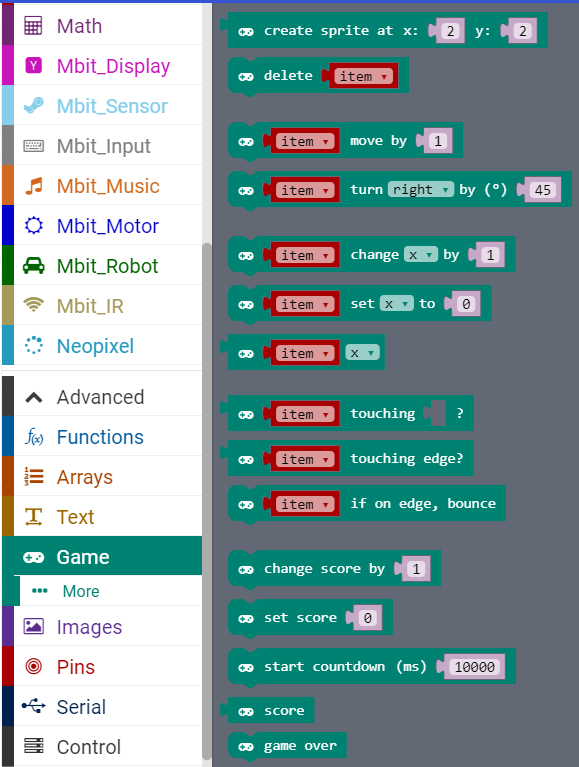 Math
Mbit_Display
Y
Mbit_Sensor
Mbit_Input
Mbit_Music
Mbit_Motor
Mbit_Robot
Mbit_IR
Neopixel
Advanced
f(x) Functions
1 2 3 Arrays
T Text
Game
More
Images
Pins
Serial
Control
create sprite at x: 2 y: 2
delete item
item move by 1
item turn right by (°) 45
item change x by 1
item set x to 0
item x
item touching ?
item touching edge?
item if on edge, bounce
change score by 1
set score 0
start countdown (ms) 10000
score
game over